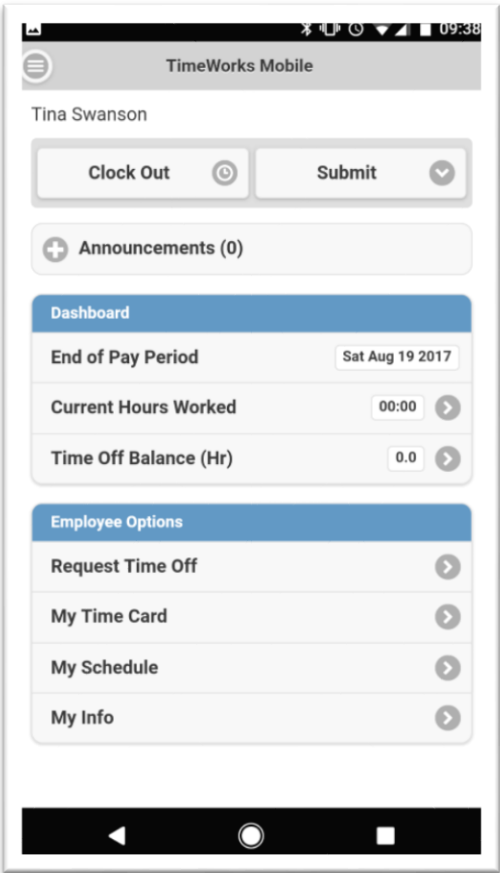 09:38
TimeWorks Mobile
Tina Swanson
Clock Out Submit
Announcements (0)
Dashboard
End of Pay Period Sat Aug 19 2017
Current Hours Worked 00:00
Time Off Balance (Hr) 0.0
Employee Options
Request Time Off
My Time Card
My Schedule
My Info